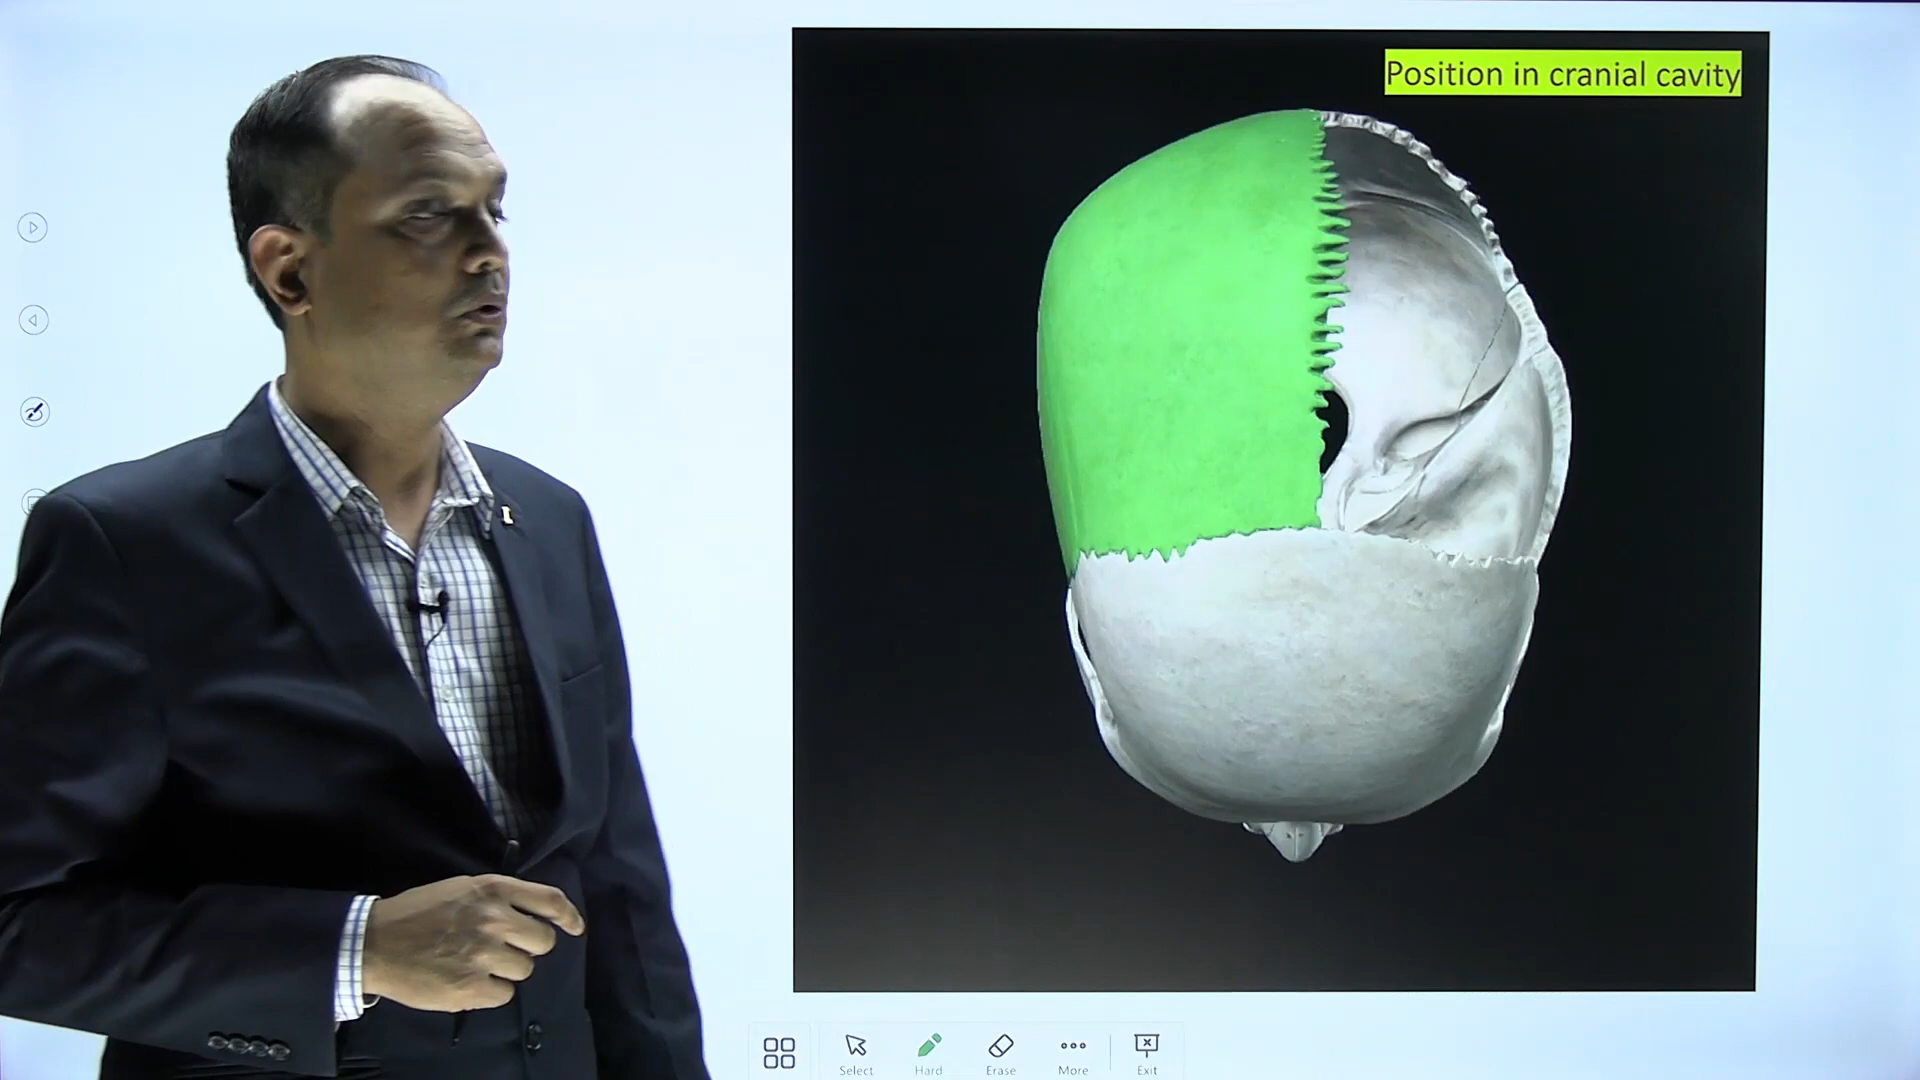 Position in cranial cavity
Select
Hard
Erase
More
Exit